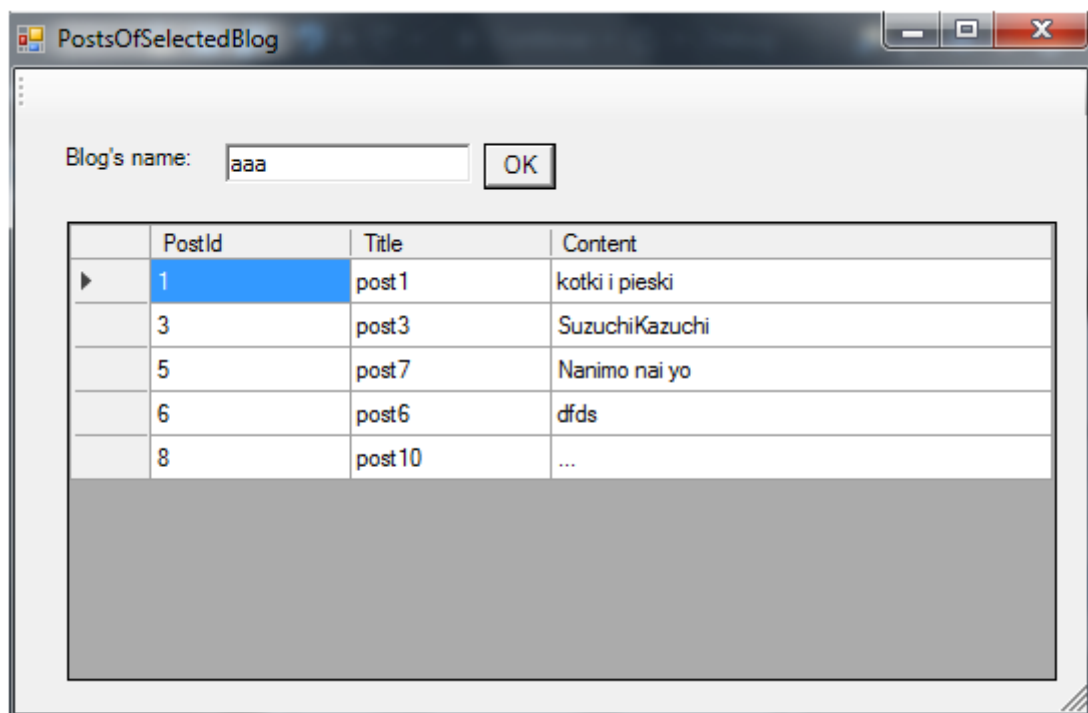 PostsOfSelectedBlog
Blog's name: aaa OK
PostId Title Content
1 post1 kotki i pieski
3 post3 SuzuchiKazuchi
5 post7 Nanimo nai yo
6 post6 dfds
8 post10 ...